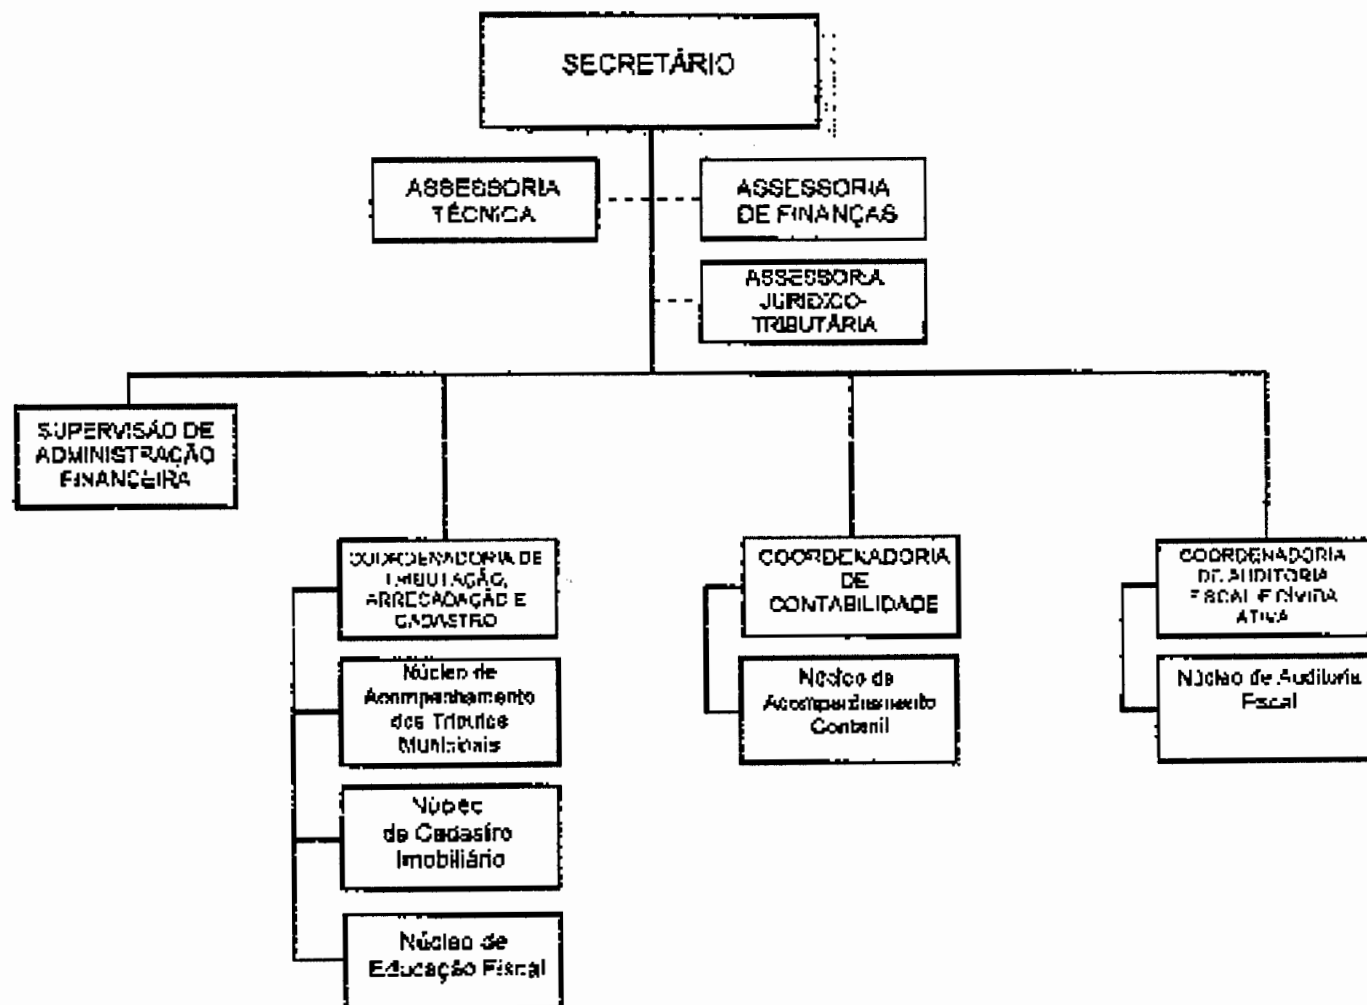 SECRETÁRIO
ASSESSORIA
TÉCNICA
ASSESSORIA
DE FINANÇAS
ASSESSORIA
JURÍDICO-
TRIBUTÁRIA
SUPERVISÃO DE
ADMINISTRAÇÃO
FINANCEIRA
COORDENADORIA DE
TRIBUTAÇÃO,
ARRECADAÇÃO E
CADASTRO
COORDENADORIA
DE
CONTABILIDADE
COORDENADORIA
DE AUDITORIA
FISCAL E DÍVIDA
ATIVA
Núcleo de
Acompanhamento
dos Tributos
Municipais
Núcleo de
Acompanhamento
Contábil
Núcleo de Auditoria
Fiscal
Núcleo
de Cadastro
Imobiliário
Núcleo de
Educação Fiscal